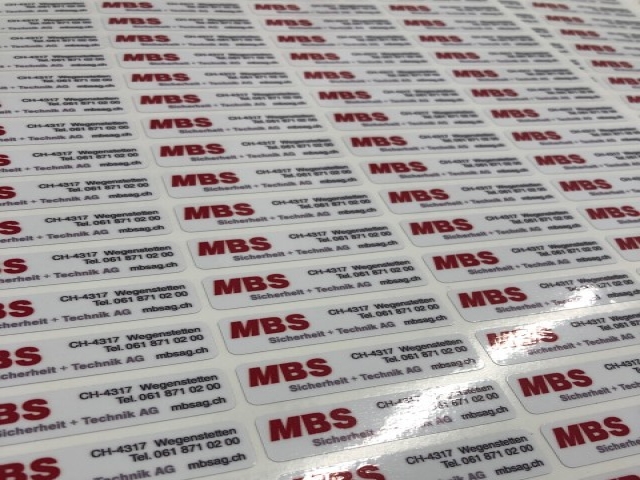 MBS
CH-4317 Wegenstetten
Tel. 061 871 02 00
Sicherheit + Technik AG mbsag.ch